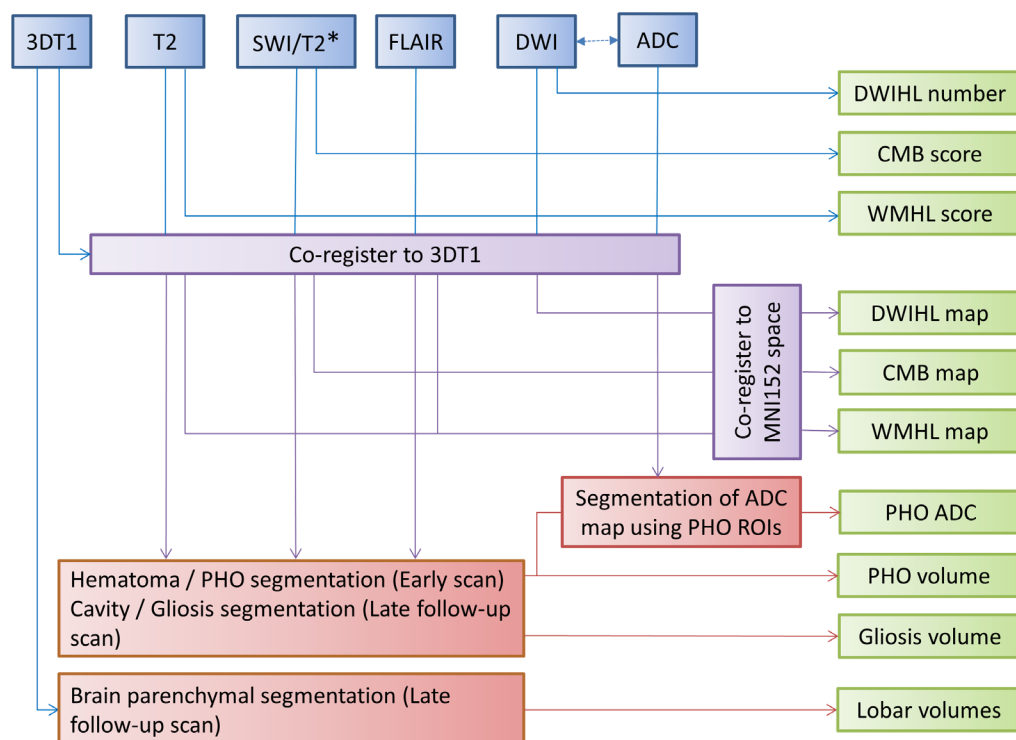 3DT1
T2
SWI/T2*
FLAIR
DWI
ADC
DWIHL number
CMB score
WMHL score
Co-register to 3DT1
Co-register to
MNI152 space
DWIHL map
CMB map
WMHL map
Segmentation of ADC
map using PHO ROIs
PHO ADC
Hematoma / PHO segmentation (Early scan)
Cavity / Gliosis segmentation (Late follow-up
scan)
PHO volume
Gliosis volume
Brain parenchymal segmentation (Late
follow-up scan)
Lobar volumes